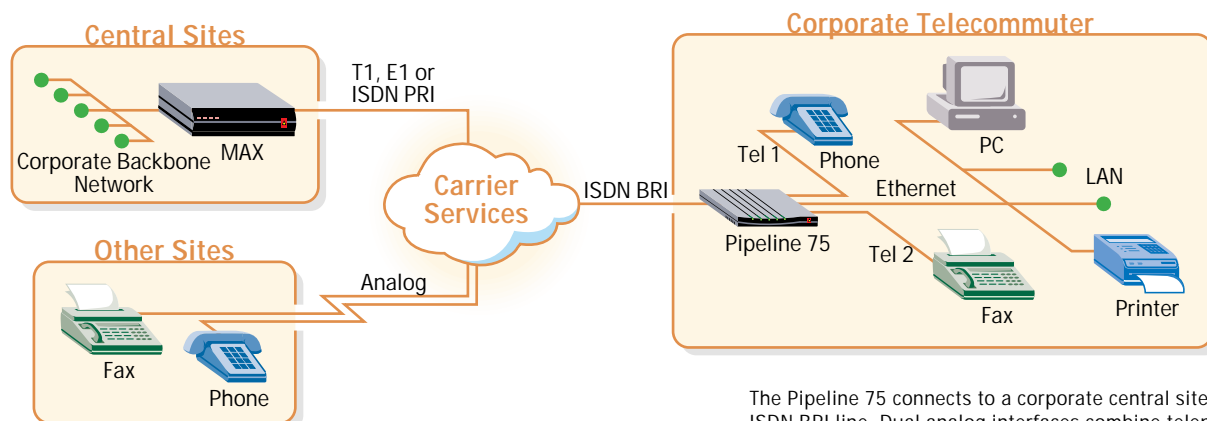 Central Sites
T1, E1 or
ISDN PRI
MAX
Corporate Backbone
Network
Carrier
Services
Other Sites
Analog
Fax
Phone
Corporate Telecommuter
ISDN BRI
Pipeline 75
Tel 1
Phone
PC
Ethernet
LAN
Tel 2
Fax
Printer
The Pipeline 75 connects to a corporate central site